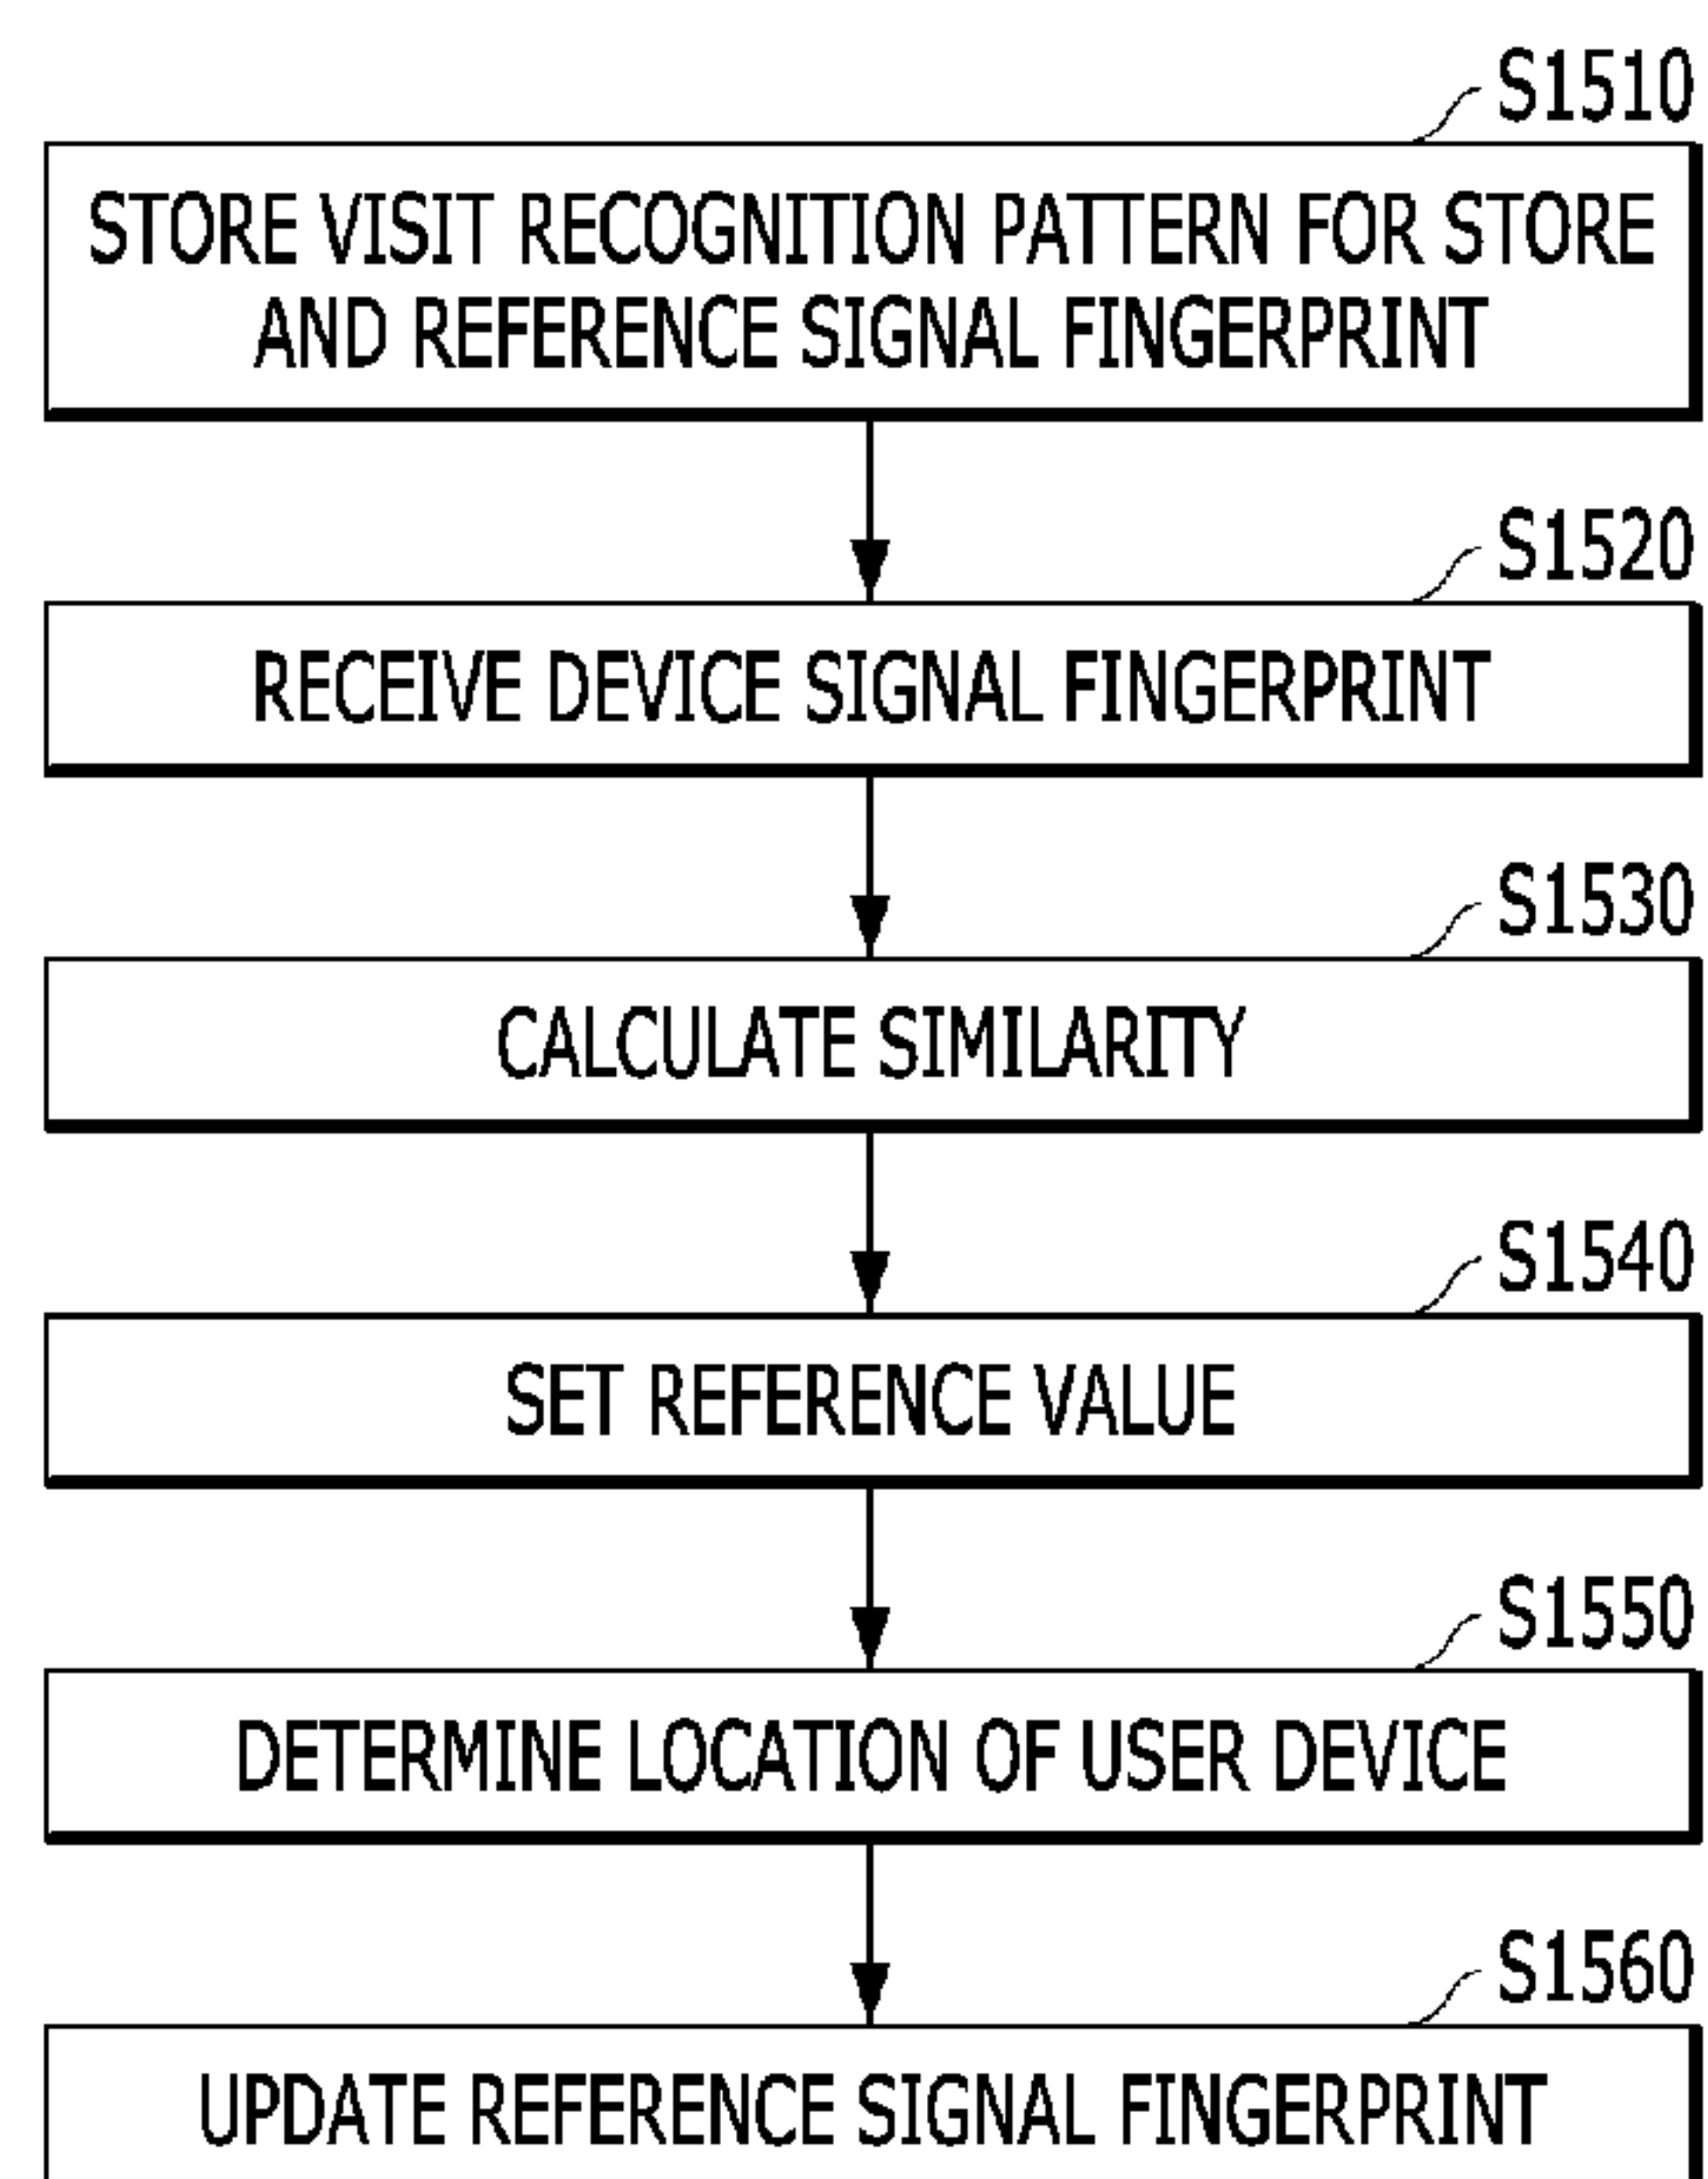 S1510
STORE VISIT RECOGNITION PATTERN FOR STORE
AND REFERENCE SIGNAL FINGERPRINT
S1520
RECEIVE DEVICE SIGNAL FINGERPRINT
S1530
CALCULATE SIMILARITY
S1540
SET REFERENCE VALUE
S1550
DETERMINE LOCATION OF USER DEVICE
S1560
UPDATE REFERENCE SIGNAL FINGERPRINT